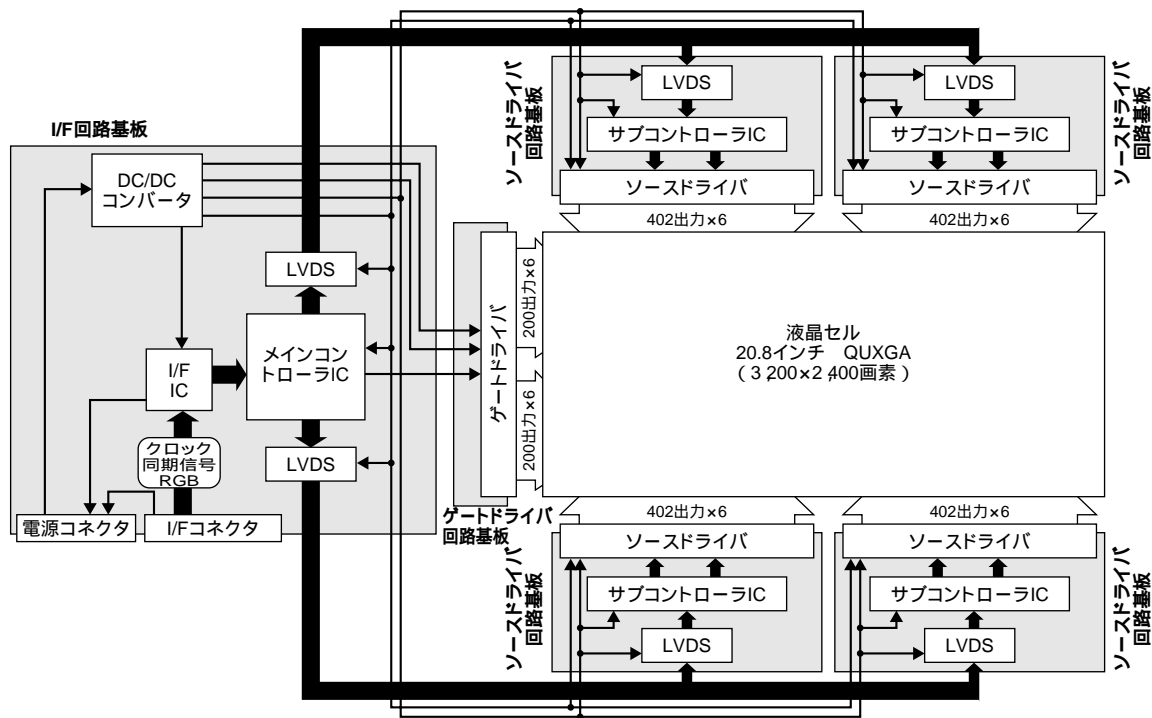 LVDS
サブコントローラIC
ソースドライバ
ソースドライバ
回路基板
402出力×6
LVDS
サブコントローラIC
ソースドライバ
ソースドライバ
回路基板
402出力×6
I/F回路基板
DC/DC
コンバータ
LVDS
メインコント
ローラIC
I/F
IC
クロック
同期信号
RGB
LVDS
電源コネクタ
I/Fコネクタ
ゲートドライバ
200出力×6
200出力×6
ゲートドライバ
回路基板
液晶セル
20.8インチ QUXGA
(3,200×2,400画素)
402出力×6
ソースドライバ
サブコントローラIC
LVDS
ソースドライバ
回路基板
402出力×6
ソースドライバ
サブコントローラIC
LVDS
ソースドライバ
回路基板